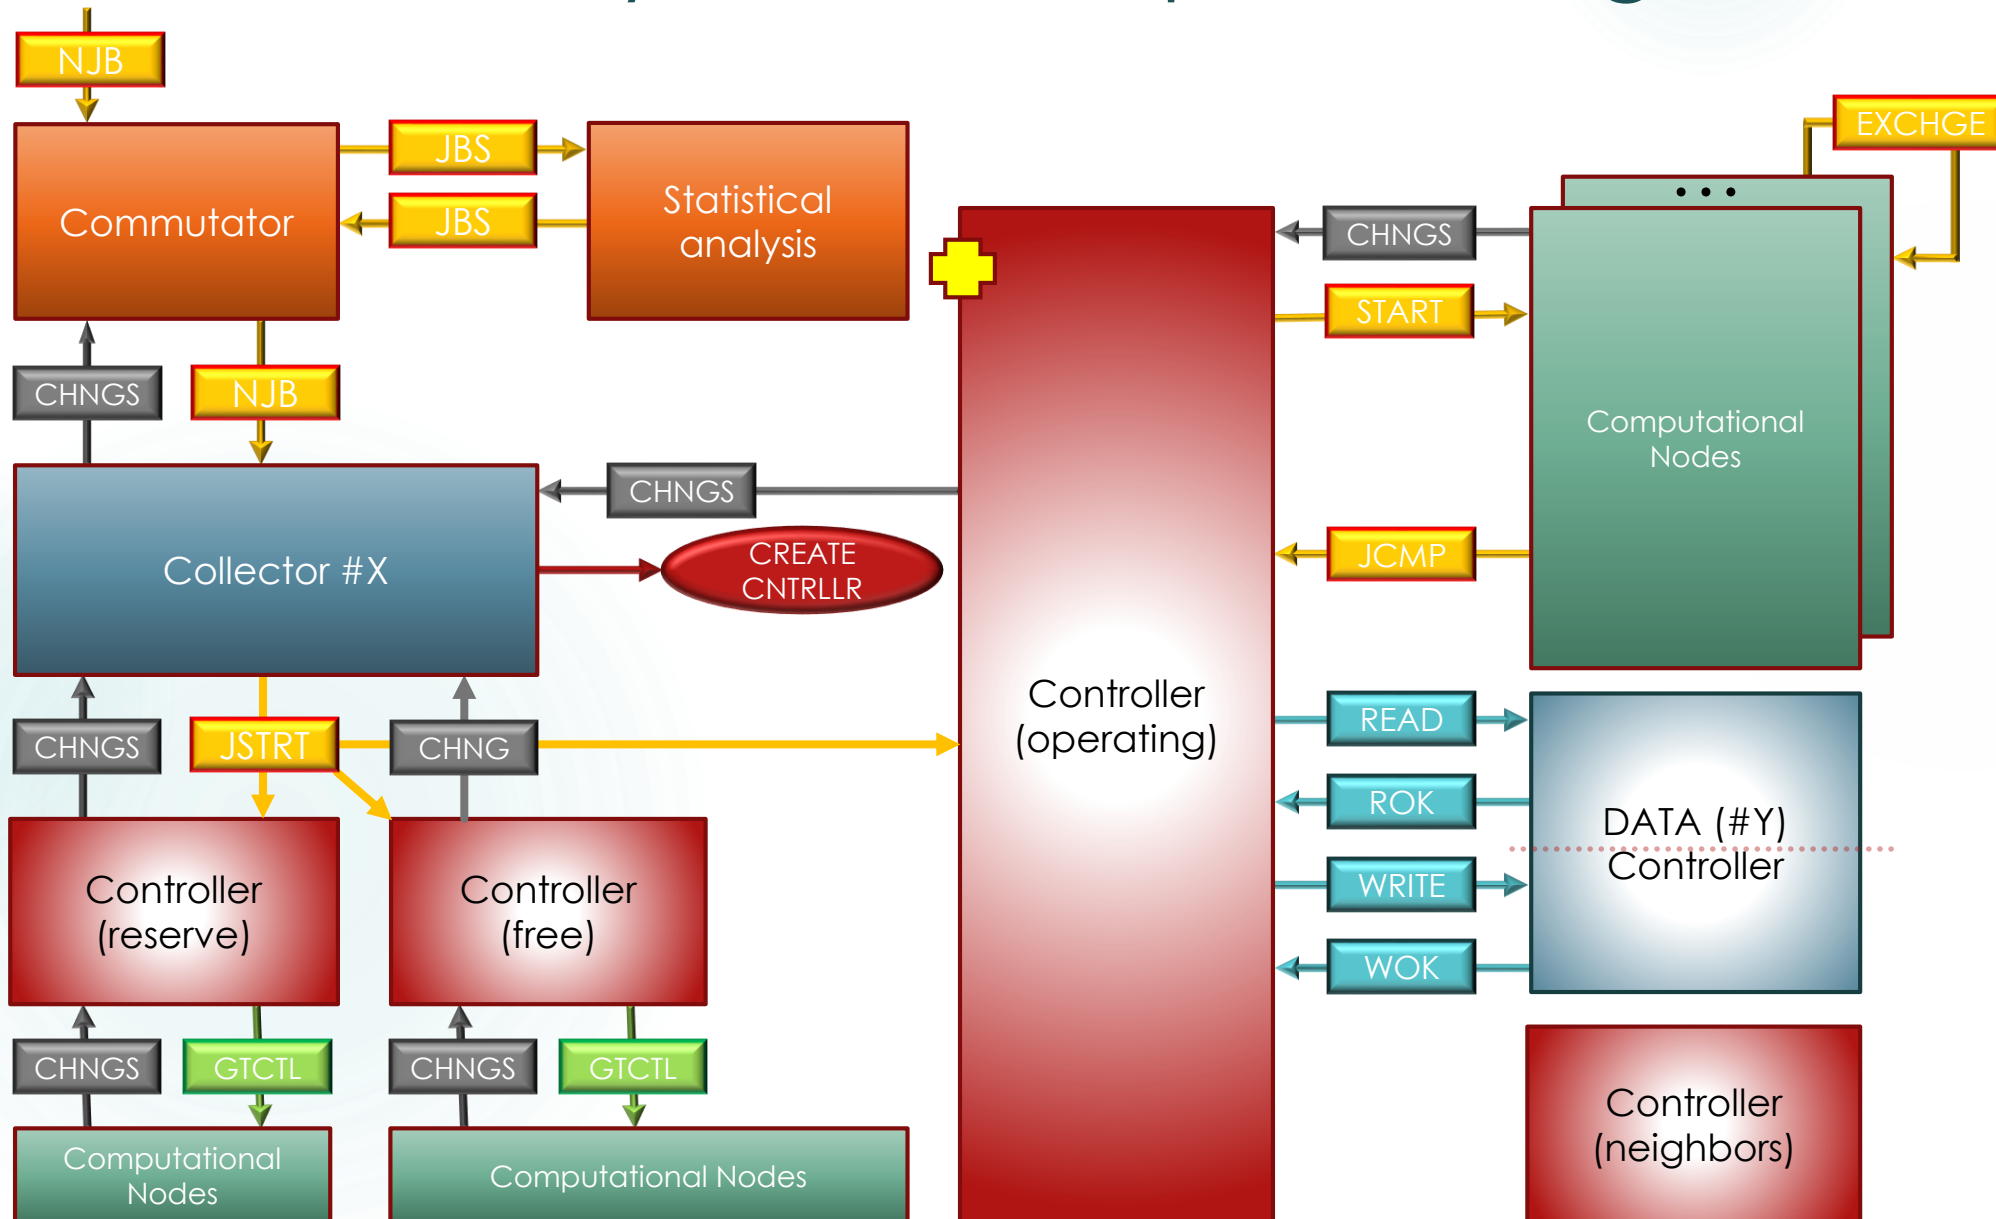 NJB
EXCHGE
JBS
Commutator
JBS
Statistical
analysis
CHNGS
START
CHNGS
NJB
Computational
Nodes
CHNGS
Collector #X
CREATE
CNTRLLR
JCMP
CHNGS
JSTRT
CHNG
Controller
(operating)
READ
ROK
DATA (#Y)
Controller
WRITE
WOK
Controller
(reserve)
Controller
(free)
CHNGS
GTCTL
CHNGS
GTCTL
Controller
(neighbors)
Computational
Nodes
Computational Nodes